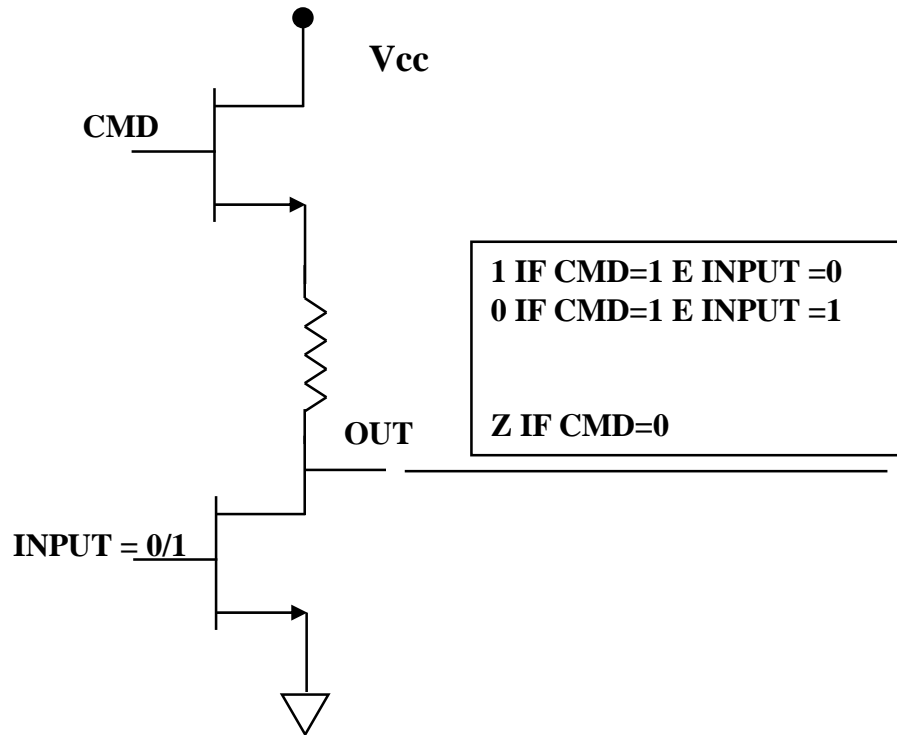 Vcc
CMD
1 IF CMD=1 E INPUT =0
0 IF CMD=1 E INPUT =1
Z IF CMD=0
OUT
INPUT = 0/1